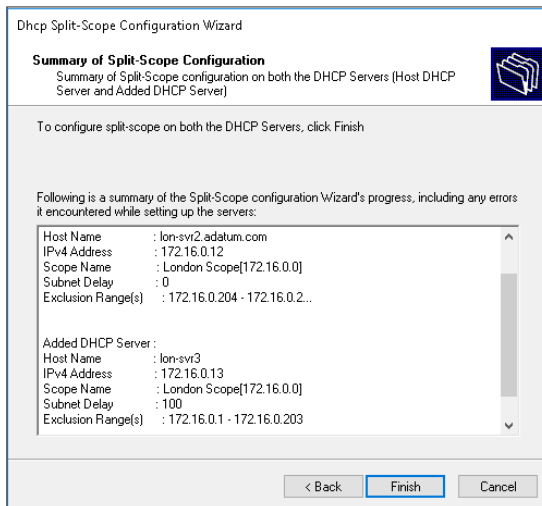 Dhcp Split-Scope Configuration Wizard
Summary of Split-Scope Configuration
Summary of Split-Scope configuration on both the DHCP Servers (Host DHCP
Server and Added DHCP Server)
To configure split-scope on both the DHCP Servers, click Finish
Following is a summary of the Split-Scope configuration Wizard's progress, including any errors
it encountered while setting up the servers:
Host Name : lon-svr2.adatum.com
IPv4 Address : 172.16.0.12
Scope Name : London Scope[172.16.0.0]
Subnet Delay : 0
Exclusion Range(s) : 172.16.0.204 - 172.16.0.2...
Added DHCP Server :
Host Name : lon-svr3
IPv4 Address : 172.16.0.13
Scope Name : London Scope[172.16.0.0]
Subnet Delay : 100
Exclusion Range(s) : 172.16.0.1 - 172.16.0.203
< Back Finish Cancel